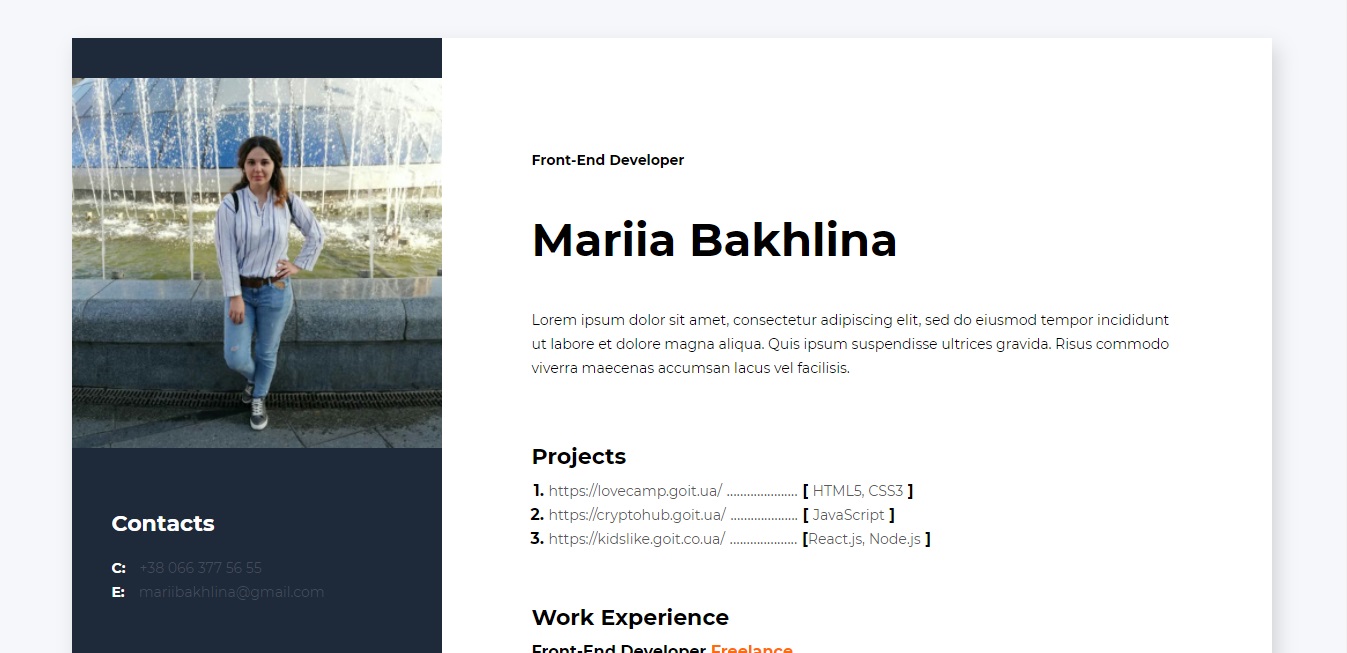 Front-End Developer
Mariia Bakhlina
Lorem ipsum dolor sit amet, consectetur adipiscing elit, sed do eiusmod tempor incididunt
ut labore et dolore magna aliqua. Quis ipsum suspendisse ultrices gravida. Risus commodo
viverra maecenas accumsan lacus vel facilisis.
Projects
1. https://lovecamp.goit.ua/ ..................... [ HTML5, CSS3 ]
2. https://cryptohub.goit.ua/ .................... [ JavaScript ]
3. https://kidslike.goit.co.ua/ .................... [React.js, Node.js ]
Contacts
C: +38 066 377 56 55
E: mariibakhlina@gmail.com
Work Experience
Front-End Developer Freelance